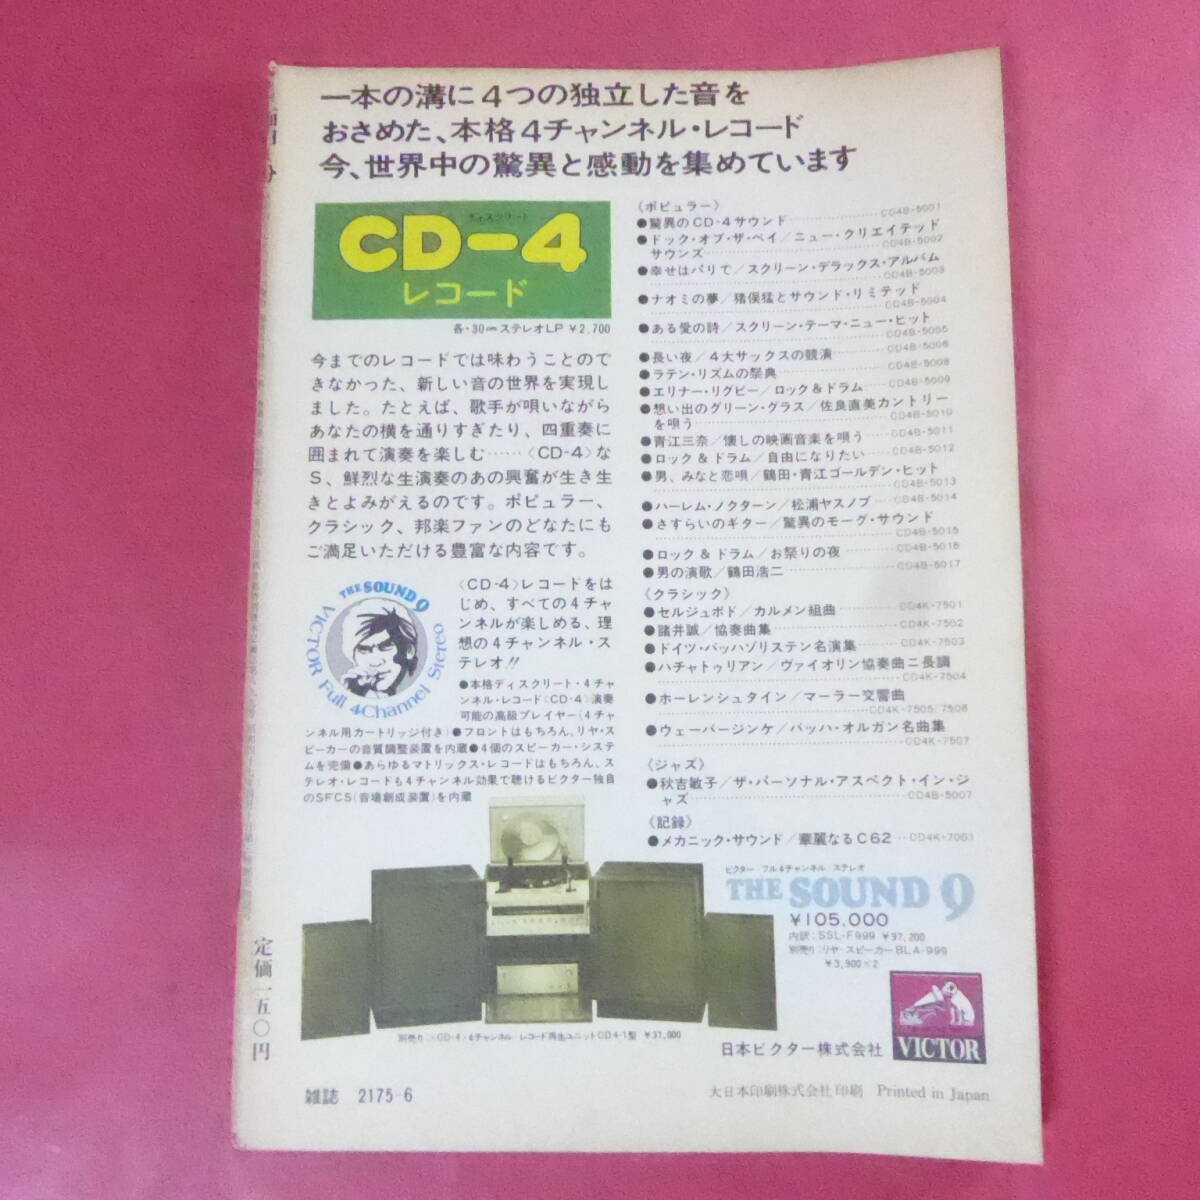 一本の溝に4つの独立した音を
おさめた、本格4チャンネル・レコード
今、世界中の驚異と感動を集めています
ディスクリート
CD-4
レコード
各・30cmステレオLP ¥2,700
今までのレコードでは味わうことので
きなかった、新しい音の世界を実現し
ました。たとえば、歌手が唄いながら
あなたの横を通りすぎたり、四重奏に
囲まれて演奏を楽しむ……〈CD-4〉な
S、鮮烈な生演奏のあの興奮が生き生
きとよみがえるのです。ポピュラー、
クラシック、邦楽ファンのどなたにも
ご満足いただける豊富な内容です。
THE SOUND 9
VICTOR Full 4Channel Stereo
〈CD-4〉レコードをは
じめ、すべての4チャ
ンネルが楽しめる、理
想の4チャンネル・ス
テレオ!!
●本格ディスクリート・4チャ
ンネル・レコード〈CD-4〉演奏
可能の高級プレイヤー(4チャ
ンネル用カートリッジ付き)●フロントはもちろん、リヤ・ス
ピーカーの音質調整装置を内蔵●4個のスピーカー・システ
ムを完備●あらゆるマトリックス・レコードはもちろん、ス
テレオ・レコードも4チャンネル効果で聴けるビクター独自
のSFCS(音場創成装置)を内蔵
〈ポピュラー〉
●驚異のCD-4サウンド……CD4B-5001
●ドック・オブ・ザ・ベイ/ニュー・クリエイテッド
サウンズ……CD4B-5002
●幸せはパリで/スクリーン・デラックス・アルバム
……CD4B-5003
●ナオミの夢/猪俣猛とサウンド・リミテッド
……CD4B-5004
●ある愛の詩/スクリーン・テーマ・ニュー・ヒット
……CD4B-5005
●長い夜/4大サックスの競演……CD4B-5006
●ラテン・リズムの祭典……CD4B-5008
●エリナー・リグビー/ロック&ドラム……CD4B-5009
●想い出のグリーン・グラス/佐良直美カントリー
を唄う……CD4B-5010
●青江三奈/懐しの映画音楽を唄う……CD4B-5011
●ロック&ドラム/自由になりたい……CD4B-5012
●男、みなと恋唄/鶴田・青江ゴールデン・ヒット
……CD4B-5013
●ハーレム・ノクターン/松浦ヤスノブ……CD4B-5014
●さすらいのギター/驚異のモーグ・サウンド
……CD4B-5015
●ロック&ドラム/お祭りの夜……CD4B-5016
●男の演歌/鶴田浩二……CD4B-5017
〈クラシック〉
●セルジュボド/カルメン組曲……CD4K-7501
●諸井誠/協奏曲集……CD4K-7502
●ドイツ・バッハゾリステン名演集……CD4K-7503
●ハチャトゥリアン/ヴァイオリン協奏曲ニ長調
……CD4K-7504
●ホーレンシュタイン/マーラー交響曲
……CD4K-7505/7506
●ウェーバージンケ/バッハ・オルガン名曲集
……CD4K-7507
〈ジャズ〉
●秋吉敏子/ザ・パーソナル・アスペクト・イン・ジ
ャズ……CD4B-5007
〈記録〉
●メカニック・サウンド/華麗なるC62…CD4K-7001
ビクター・フル4チャンネル ステレオ
THE SOUND 9
¥105,000
内訳:SSL-F999 ¥97,200
別売り:リヤ・スピーカーBLA-999
¥3,900×2
別売り:〈CD-4〉4チャンネル レコード再生ユニットCD4-1型 ¥37,000
日本ビクター株式会社
VICTOR
定価一五〇円
雑誌 2175-6
大日本印刷株式会社 印刷 Printed in Japan